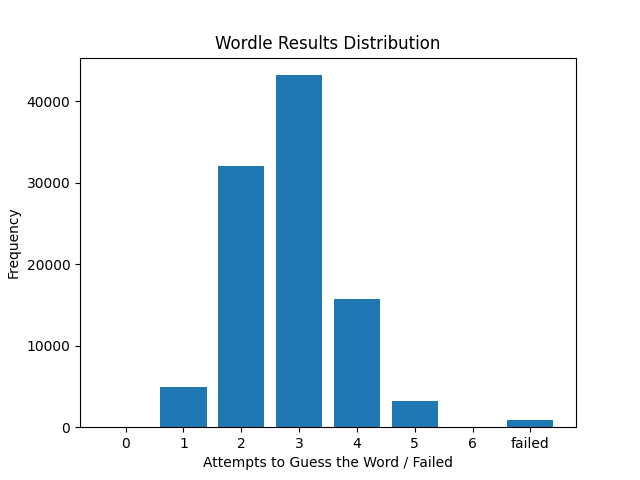 Wordle Results Distribution
Frequency
40000
30000
20000
10000
0
0 1 2 3 4 5 6 failed
Attempts to Guess the Word / Failed